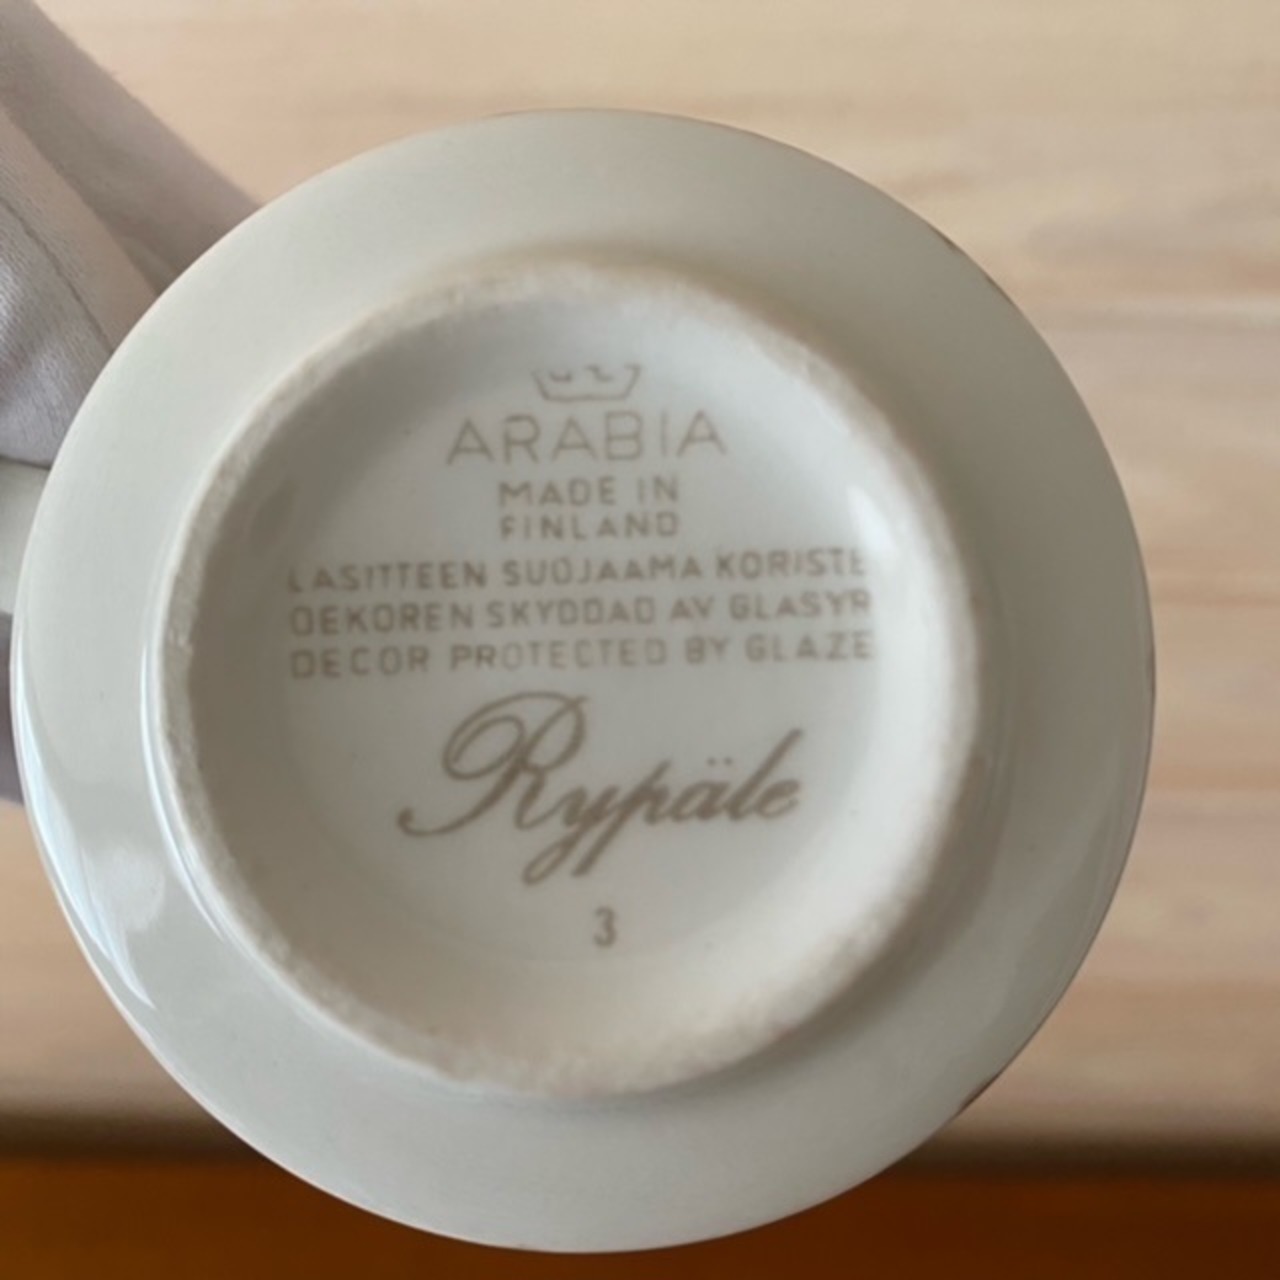 ARABIA
MADE IN
FINLAND
LASITTEEN SUOJAAMA KORISTE
DEKOREN SKYDDAD AV GLASYR
DECOR PROTECTED BY GLAZE
Rypäle
3